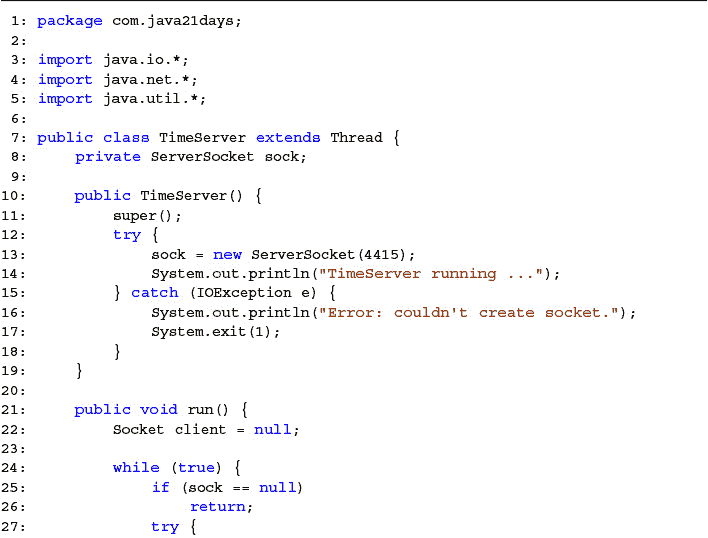 1: package com.java21days;
2:
3: import java.io.*;
4: import java.net.*;
5: import java.util.*;
6:
7: public class TimeServer extends Thread {
8:     private ServerSocket sock;
9:
10:     public TimeServer() {
11:         super();
12:         try {
13:             sock = new ServerSocket(4415);
14:             System.out.println("TimeServer running ...");
15:         } catch (IOException e) {
16:             System.out.println("Error: couldn't create socket.");
17:             System.exit(1);
18:         }
19:     }
20:
21:     public void run() {
22:         Socket client = null;
23:
24:         while (true) {
25:             if (sock == null)
26:                 return;
27:             try {